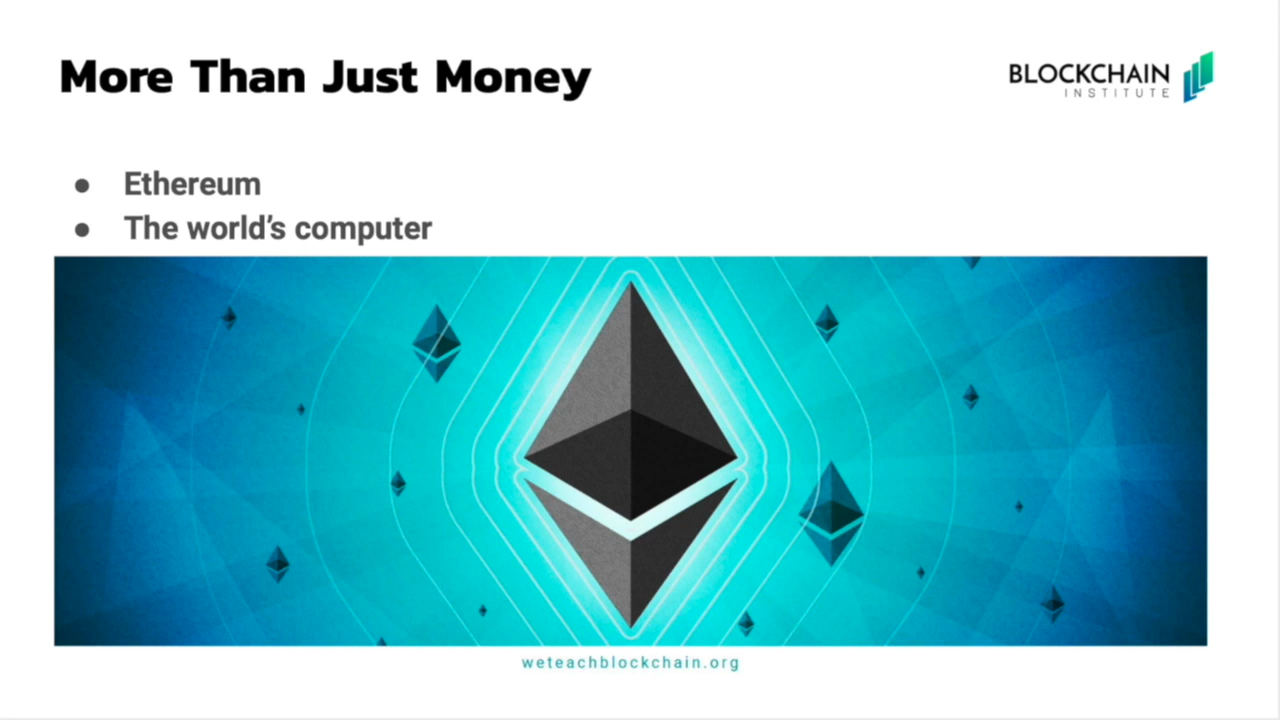 More Than Just Money
BLOCKCHAIN
INSTITUTE
● Ethereum
● The world's computer
weteachblockchain.org